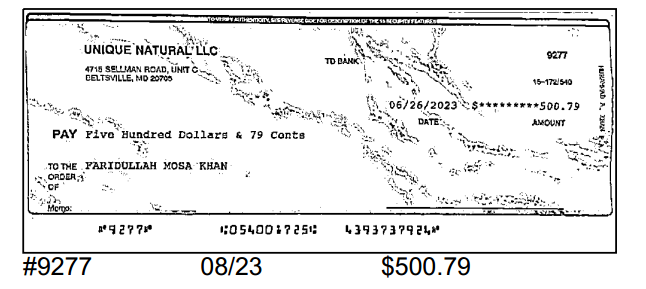 TO VERIFY AUTHENTICITY, SEE REVERSE SIDE FOR DESCRIPTION OF THE 11 SECURITY FEATURES
UNIQUE NATURAL LLC
4715 SELLMAN ROAD, UNIT C
BELTSVILLE, MD 20705
TD BANK
9277
15-172/540
06/26/2023 $*********500.79
DATE AMOUNT
PAY Five Hundred Dollars & 79 Cents
TO THE ORDER OF
FARIDULLAH MOSA KHAN
Memo:
⑈9277⑈ ⑆054001725⑆ 4393737924⑈
#9277 08/23 $500.79